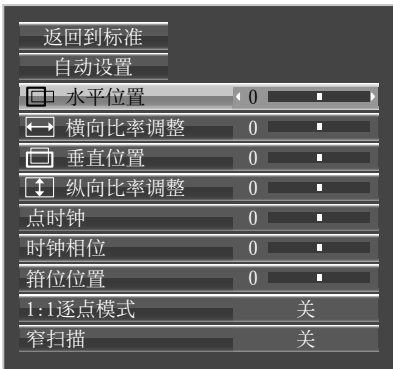 返回到标准
自动设置
水平位置 0
横向比率调整 0
垂直位置 0
纵向比率调整 0
点时钟 0
时钟相位 0
箝位位置 0
1:1逐点模式 关
窄扫描 关